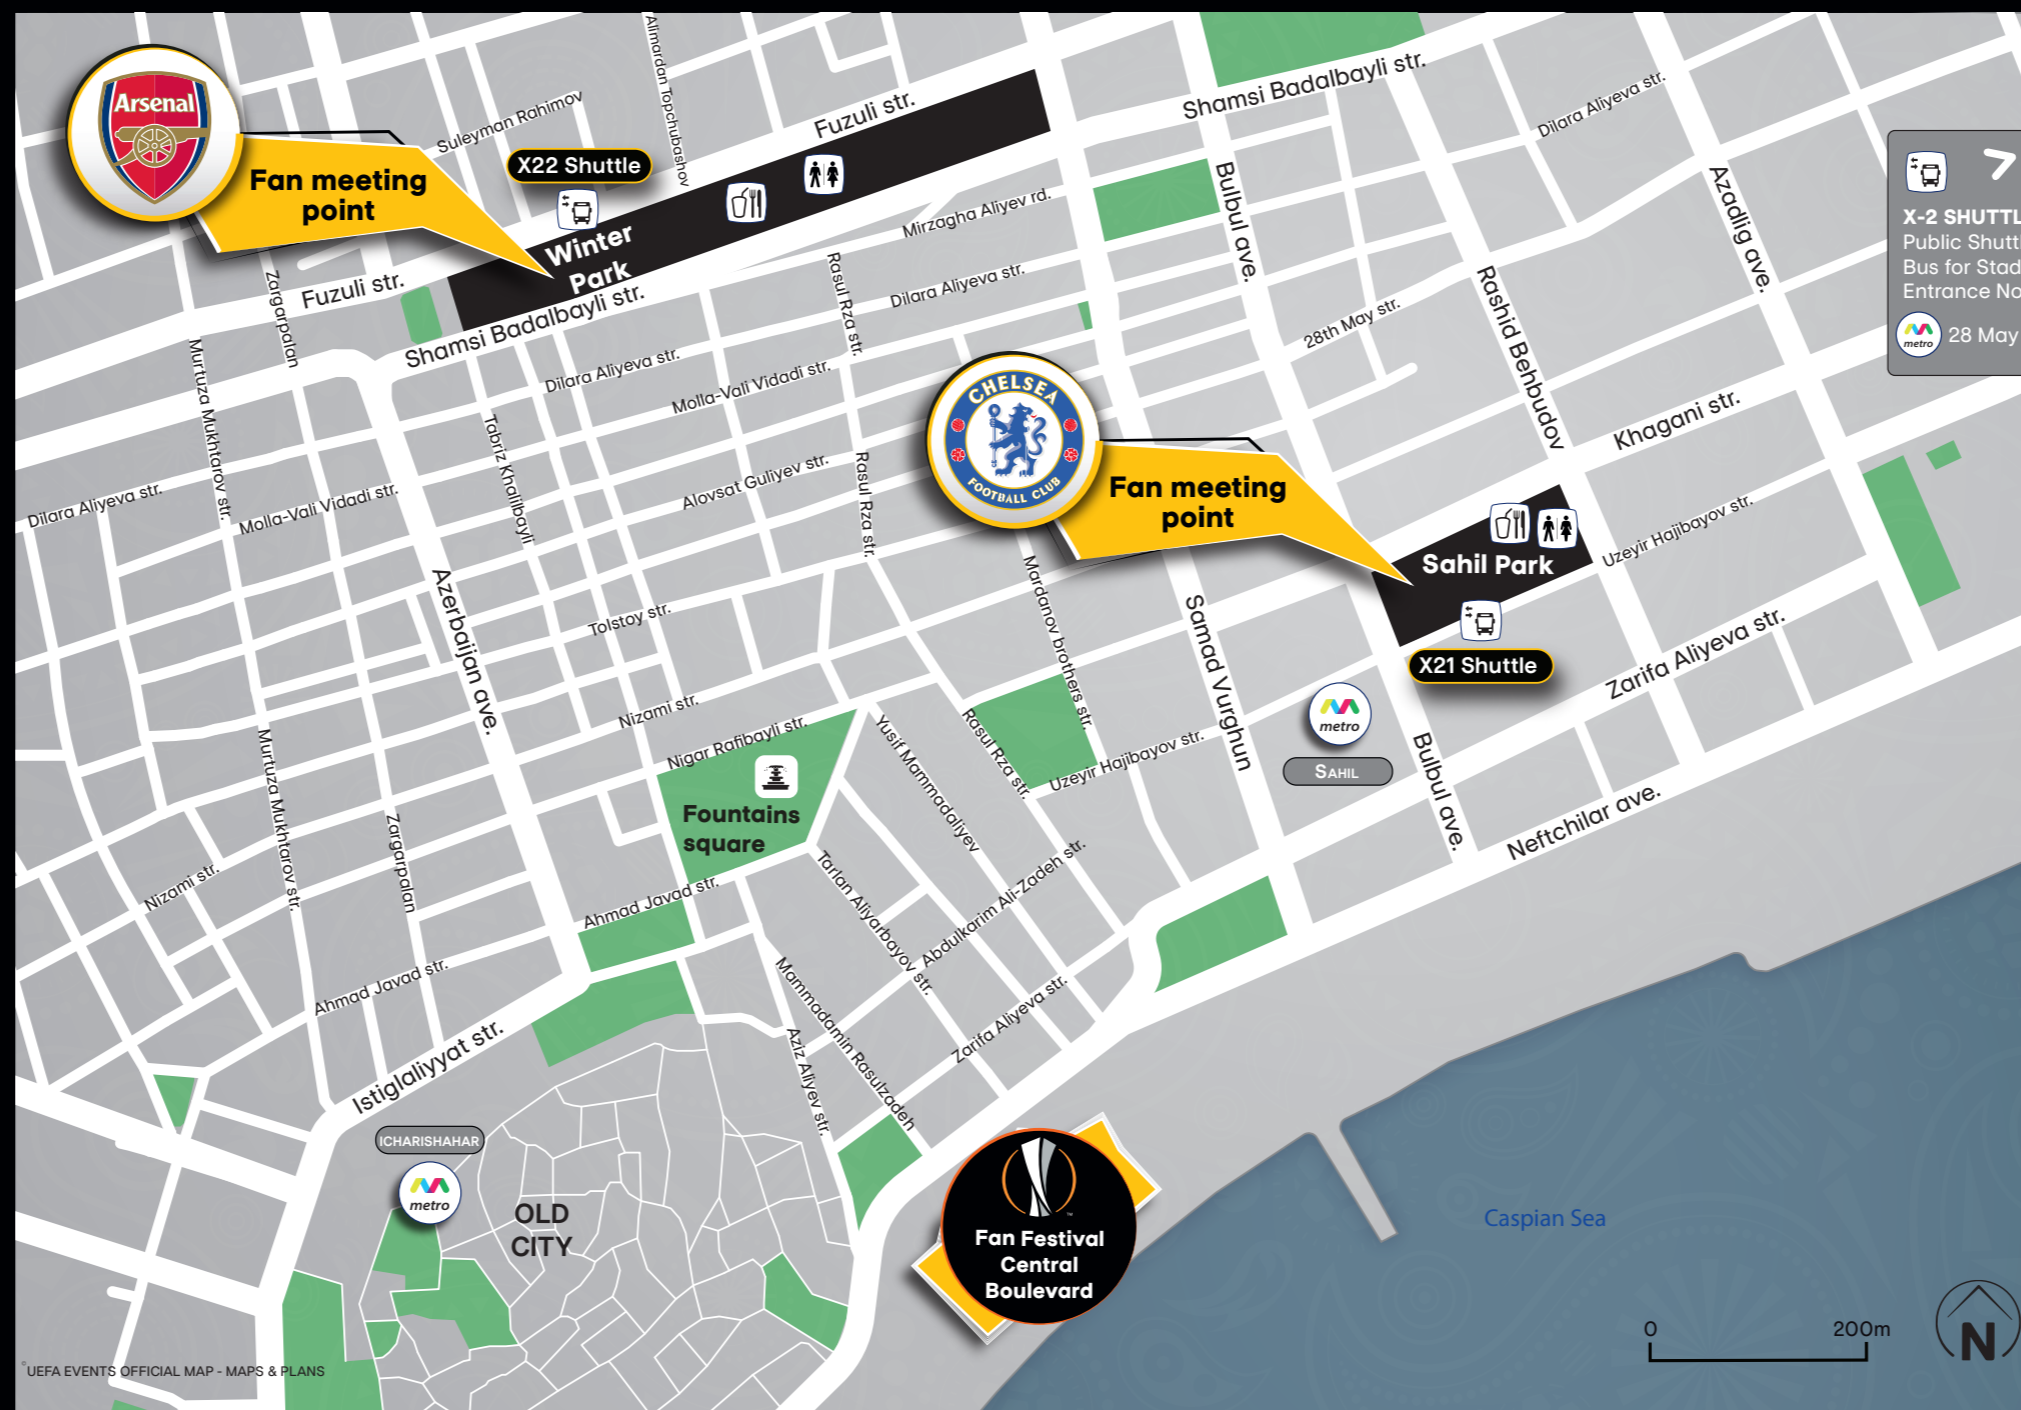 Arsenal
Fan meeting
point
Suleyman Rahimov
Alimardan Topchubashov
X22 Shuttle
Fuzuli str.
Winter
Park
Shamsi Badalbayli str.
Dilara Aliyeva str.
Bulbul ave.
Azadlig ave.
X-2 SHUTTL
Public Shuttl
Bus for Stad
Entrance No
metro
28 May
Mirzagha Aliyev rd.
Rasul Rza str.
Dilara Aliyeva str.
Zargarpalan
Fuzuli str.
Shamsi Badalbayli str.
Murtuza Mukhtarov str.
Dilara Aliyeva str.
Molla-Vali Vidadi str.
28th May str.
Rashid Behbudov
Khagani str.
CHELSEA
FOOTBALL CLUB
Fan meeting
point
Tabriz Khalilbayli
Alovsat Guliyev str.
Rasul Rza str.
Dilara Aliyeva str.
Molla-Vali Vidadi str.
Sahil Park
Uzeyir Hajibayov str.
X21 Shuttle
Azerbaijan ave.
Tolstoy str.
Mardanov brothers str.
Samad Vurghun
Zarifa Aliyeva str.
metro
SAHIL
Nizami str.
Nigar Rafibayli str.
Fountains
square
Yusif Mammadaliyev
Rasul Rza str.
Uzeyir Hajibayov str.
Bulbul ave.
Neftchilar ave.
Murtuza Mukhtarov str.
Zargarpalan
Nizami str.
Ahmad Javad str.
Tarlan Aliyarbayov str.
Abdulkarim Ali-Zadeh str.
Ahmad Javad str.
Mammadamin Rasulzadeh
Aziz Aliyev str.
Zarifa Aliyeva str.
Istiglaliyyat str.
ICHARISHAHAR
metro
OLD
CITY
Fan Festival
Central
Boulevard
Caspian Sea
0 200m
N
UEFA EVENTS OFFICIAL MAP - MAPS & PLANS